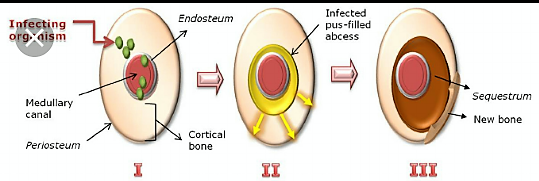 Infecting
organism
Endosteum
Medullary
canal
Periosteum
Cortical
bone
I
Infected
pus-filled
abcess
II
Sequestrum
New bone
III